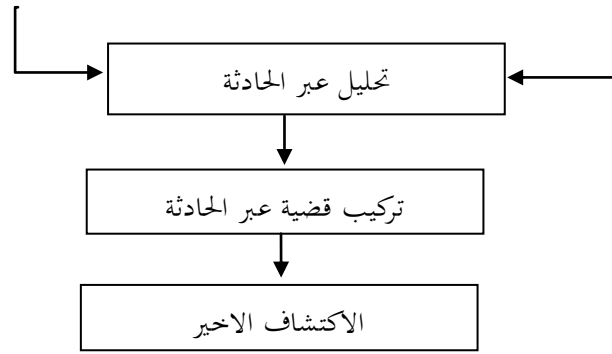 تحليل عبر الحادثة
تركيب قضية عبر الحادثة
الاكتشاف الاخير